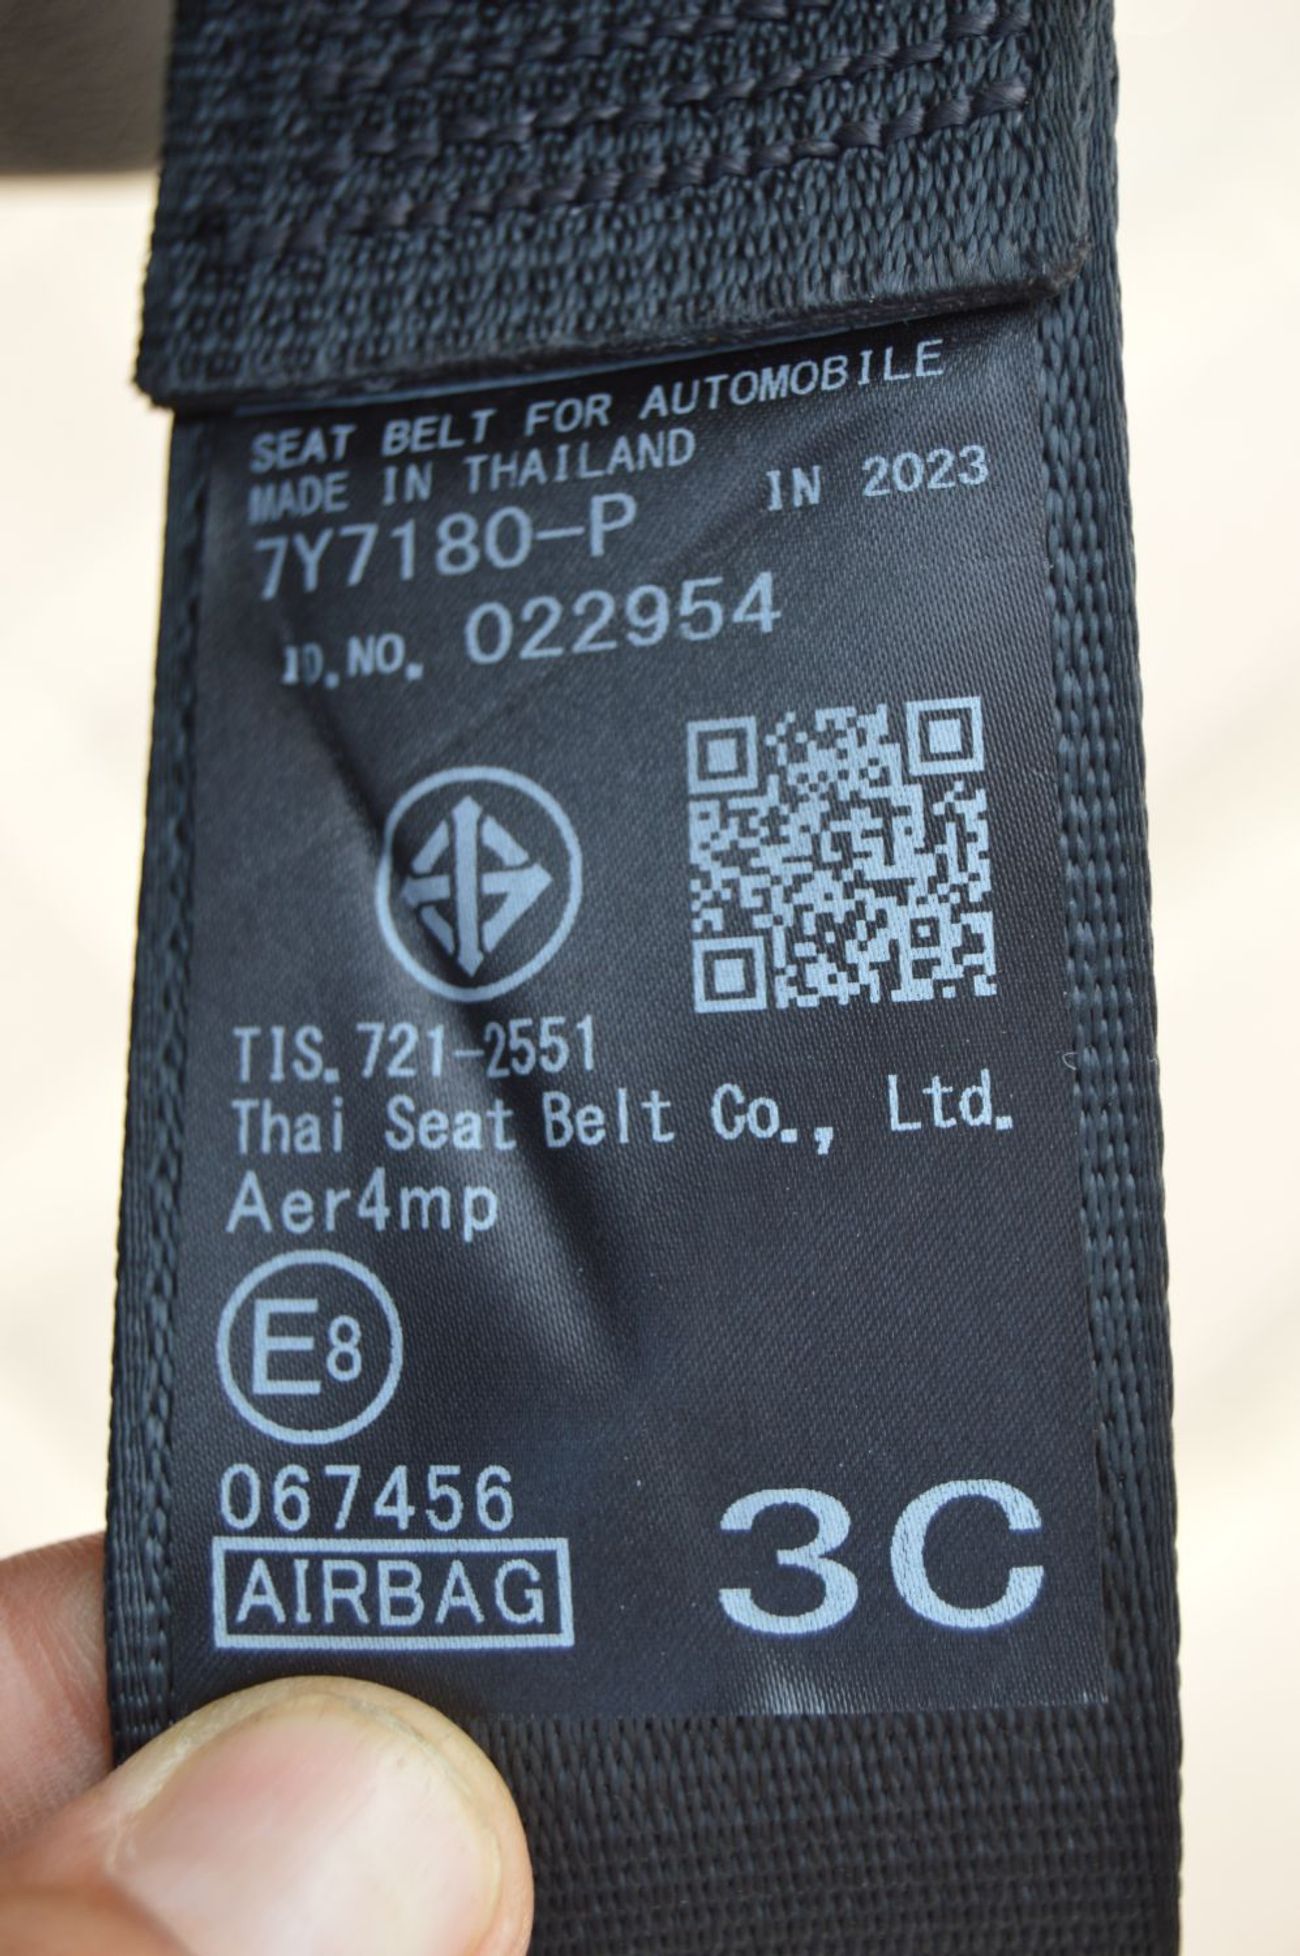 SEAT BELT FOR AUTOMOBILE
MADE IN THAILAND IN 2023
7Y7180-P
ID.NO. 022954
TIS.721-2551
Thai Seat Belt Co., Ltd.
Aer4mp
E8
067456
AIRBAG
3C